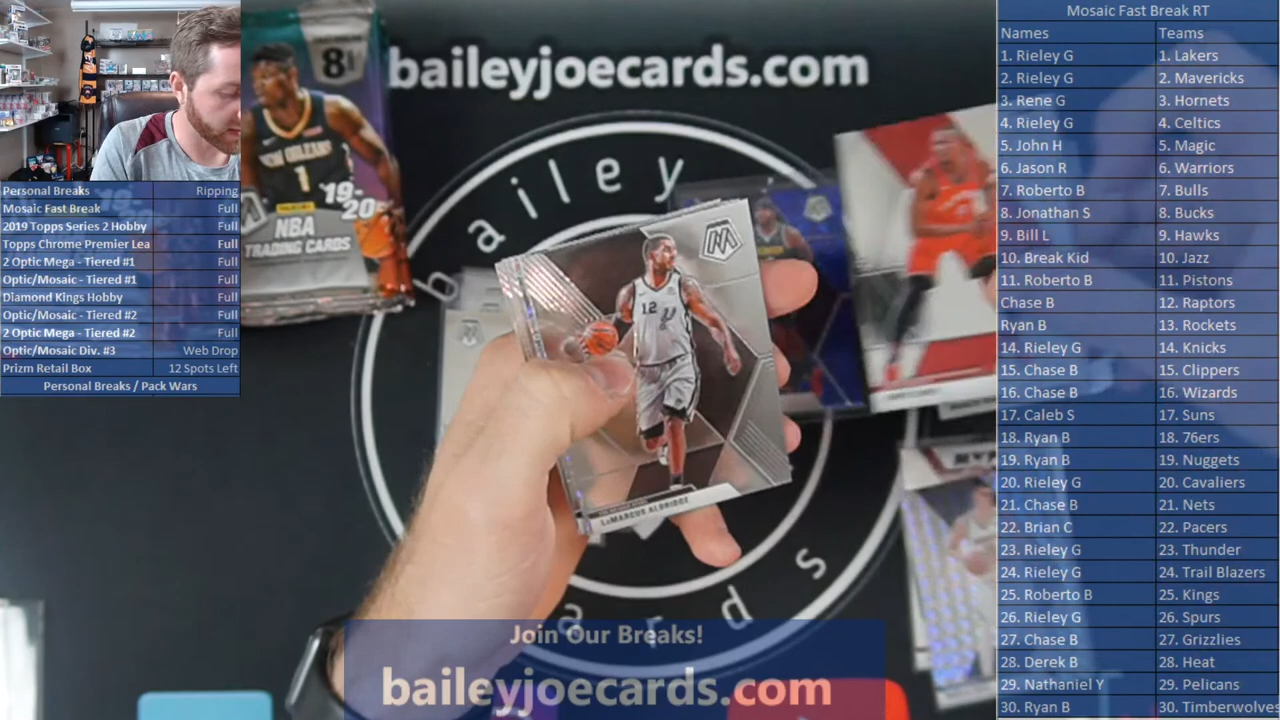 Personal Breaks Ripping
Mosaic Fast Break Full
2019 Topps Series 2 Hobby Full
Topps Chrome Premier Lea Full
2 Optic Mega - Tiered #1 Full
Optic/Mosaic - Tiered #1 Full
Diamond Kings Hobby Full
Optic/Mosaic - Tiered #2 Full
2 Optic Mega - Tiered #2 Full
Optic/Mosaic Div. #3 Web Drop
Prizm Retail Box 12 Spots Left
Personal Breaks / Pack Wars
8
NEW ORLEANS
1
'19-
20
PANINI
NBA
TRADING CARDS
baileyjoecards.com
bailey
ards
12
LaMARCUS ALDRIDGE
Join Our Breaks!
baileyjoecards.com
Mosaic Fast Break RT
Names Teams
1. Rieley G 1. Lakers
2. Rieley G 2. Mavericks
3. Rene G 3. Hornets
4. Rieley G 4. Celtics
5. John H 5. Magic
6. Jason R 6. Warriors
7. Roberto B 7. Bulls
8. Jonathan S 8. Bucks
9. Bill L 9. Hawks
10. Break Kid 10. Jazz
11. Roberto B 11. Pistons
Chase B 12. Raptors
Ryan B 13. Rockets
14. Rieley G 14. Knicks
15. Chase B 15. Clippers
16. Chase B 16. Wizards
17. Caleb S 17. Suns
18. Ryan B 18. 76ers
19. Ryan B 19. Nuggets
20. Rieley G 20. Cavaliers
21. Chase B 21. Nets
22. Brian C 22. Pacers
23. Rieley G 23. Thunder
24. Rieley G 24. Trail Blazers
25. Roberto B 25. Kings
26. Rieley G 26. Spurs
27. Chase B 27. Grizzlies
28. Derek B 28. Heat
29. Nathaniel Y 29. Pelicans
30. Ryan B 30. Timberwolves